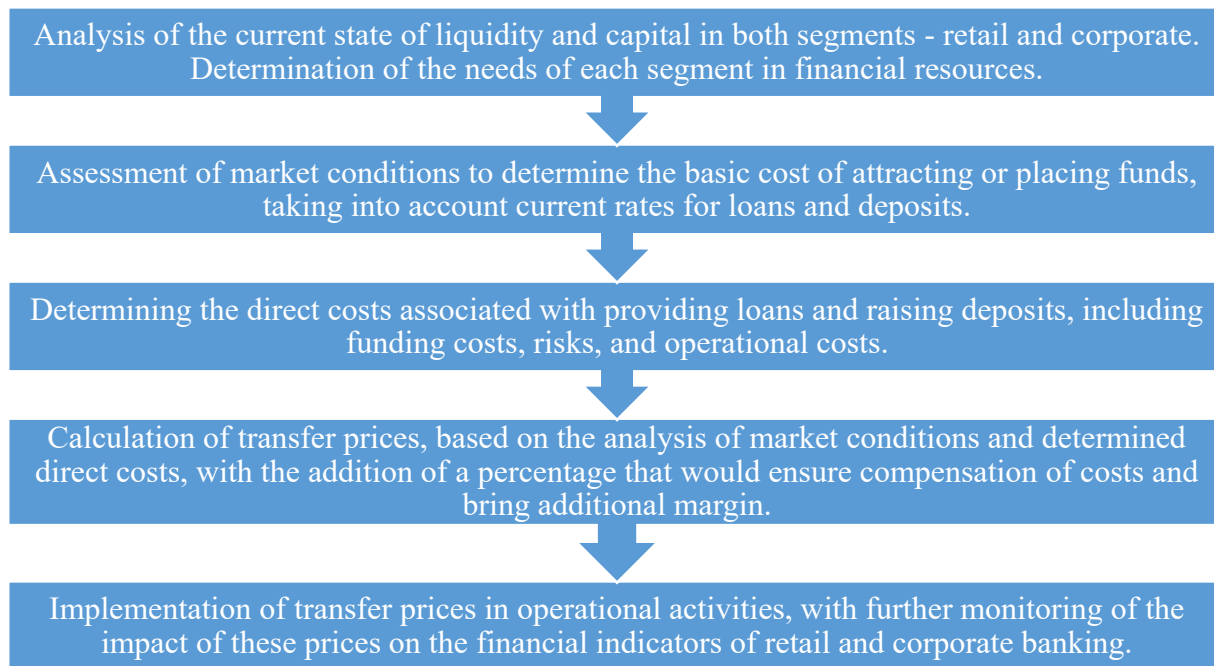 Analysis of the current state of liquidity and capital in both segments - retail and corporate.
Determination of the needs of each segment in financial resources.
Assessment of market conditions to determine the basic cost of attracting or placing funds,
taking into account current rates for loans and deposits.
Determining the direct costs associated with providing loans and raising deposits, including
funding costs, risks, and operational costs.
Calculation of transfer prices, based on the analysis of market conditions and determined
direct costs, with the addition of a percentage that would ensure compensation of costs and
bring additional margin.
Implementation of transfer prices in operational activities, with further monitoring of the
impact of these prices on the financial indicators of retail and corporate banking.